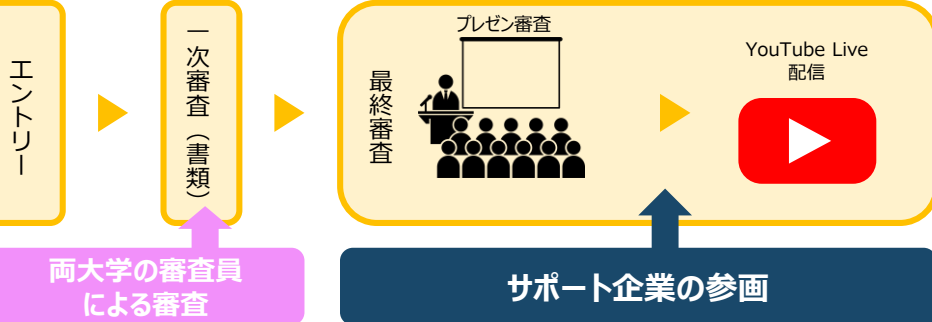 エントリー
一次審査（書類）
最終審査
プレゼン審査
YouTube Live
配信
両大学の審査員
による審査
サポート企業の参画